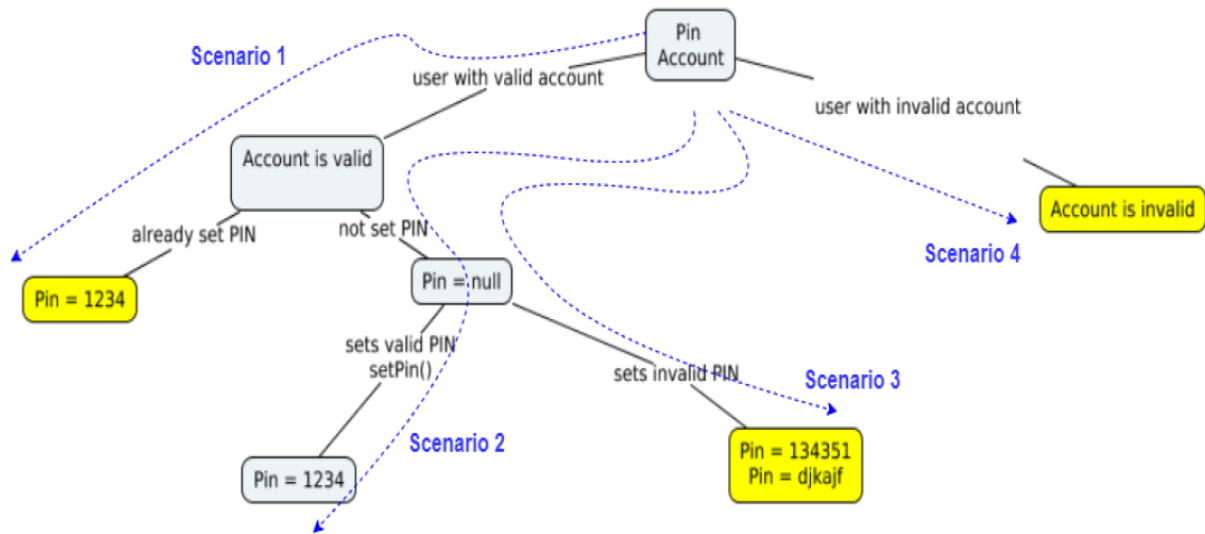 Pin
Account
Scenario 1
user with valid account
user with invalid account
Account is valid
Account is invalid
already set PIN
not set PIN
Scenario 4
Pin = 1234
Pin = null
sets valid PIN
setPin()
sets invalid PIN
Scenario 3
Scenario 2
Pin = 134351
Pin = djkajf
Pin = 1234